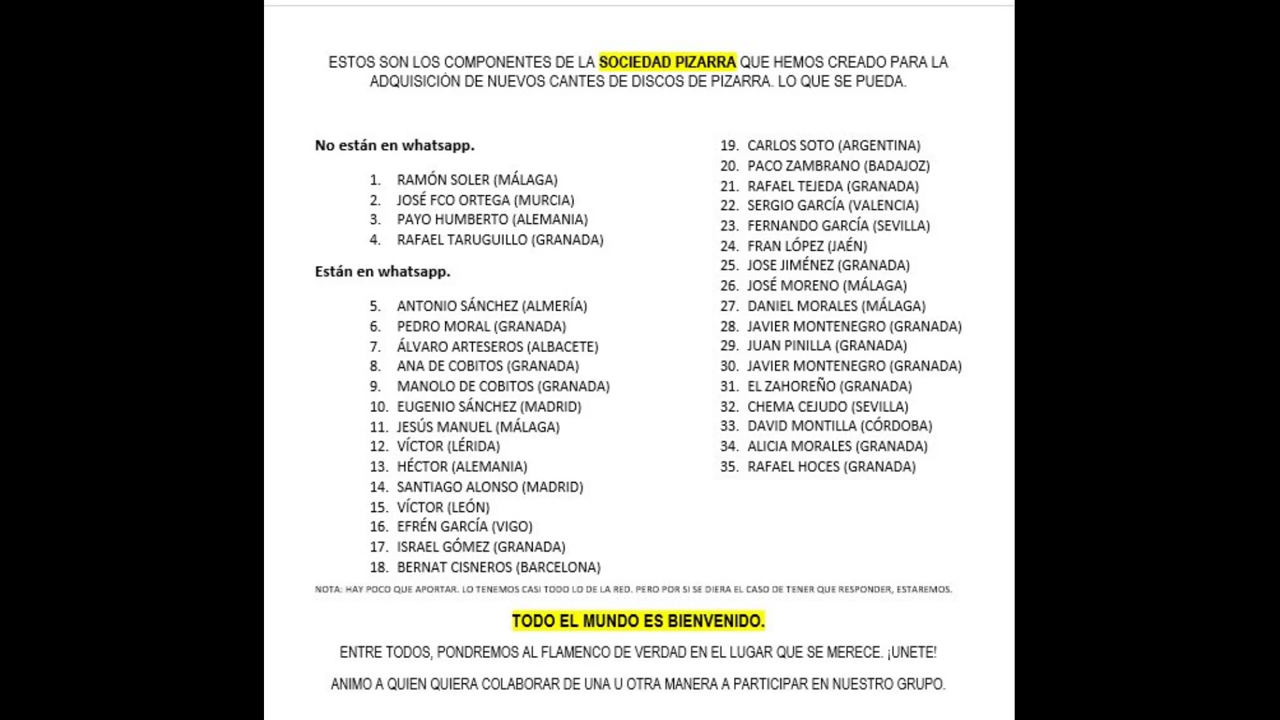 ESTOS SON LOS COMPONENTES DE LA SOCIEDAD PIZARRA QUE HEMOS CREADO PARA LA
ADQUISICIÓN DE NUEVOS CANTES DE DISCOS DE PIZARRA. LO QUE SE PUEDA.
No están en whatsapp.
1. RAMÓN SOLER (MÁLAGA)
2. JOSÉ FCO ORTEGA (MURCIA)
3. PAYO HUMBERTO (ALEMANIA)
4. RAFAEL TARUGUILLO (GRANADA)
Están en whatsapp.
5. ANTONIO SÁNCHEZ (ALMERÍA)
6. PEDRO MORAL (GRANADA)
7. ÁLVARO ARTESEROS (ALBACETE)
8. ANA DE COBITOS (GRANADA)
9. MANOLO DE COBITOS (GRANADA)
10. EUGENIO SÁNCHEZ (MADRID)
11. JESÚS MANUEL (MÁLAGA)
12. VÍCTOR (LÉRIDA)
13. HÉCTOR (ALEMANIA)
14. SANTIAGO ALONSO (MADRID)
15. VÍCTOR (LEÓN)
16. EFRÉN GARCÍA (VIGO)
17. ISRAEL GÓMEZ (GRANADA)
18. BERNAT CISNEROS (BARCELONA)
19. CARLOS SOTO (ARGENTINA)
20. PACO ZAMBRANO (BADAJOZ)
21. RAFAEL TEJEDA (GRANADA)
22. SERGIO GARCÍA (VALENCIA)
23. FERNANDO GARCÍA (SEVILLA)
24. FRAN LÓPEZ (JAÉN)
25. JOSE JIMÉNEZ (GRANADA)
26. JOSÉ MORENO (MÁLAGA)
27. DANIEL MORALES (MÁLAGA)
28. JAVIER MONTENEGRO (GRANADA)
29. JUAN PINILLA (GRANADA)
30. JAVIER MONTENEGRO (GRANADA)
31. EL ZAHOREÑO (GRANADA)
32. CHEMA CEJUDO (SEVILLA)
33. DAVID MONTILLA (CÓRDOBA)
34. ALICIA MORALES (GRANADA)
35. RAFAEL HOCES (GRANADA)
NOTA: HAY POCO QUE APORTAR. LO TENEMOS CASI TODO LO DE LA RED. PERO POR SI SE DIERA EL CASO DE TENER QUE RESPONDER, ESTAREMOS.
TODO EL MUNDO ES BIENVENIDO.
ENTRE TODOS, PONDREMOS AL FLAMENCO DE VERDAD EN EL LUGAR QUE SE MERECE. ¡UNETE!
ANIMO A QUIEN QUIERA COLABORAR DE UNA U OTRA MANERA A PARTICIPAR EN NUESTRO GRUPO.